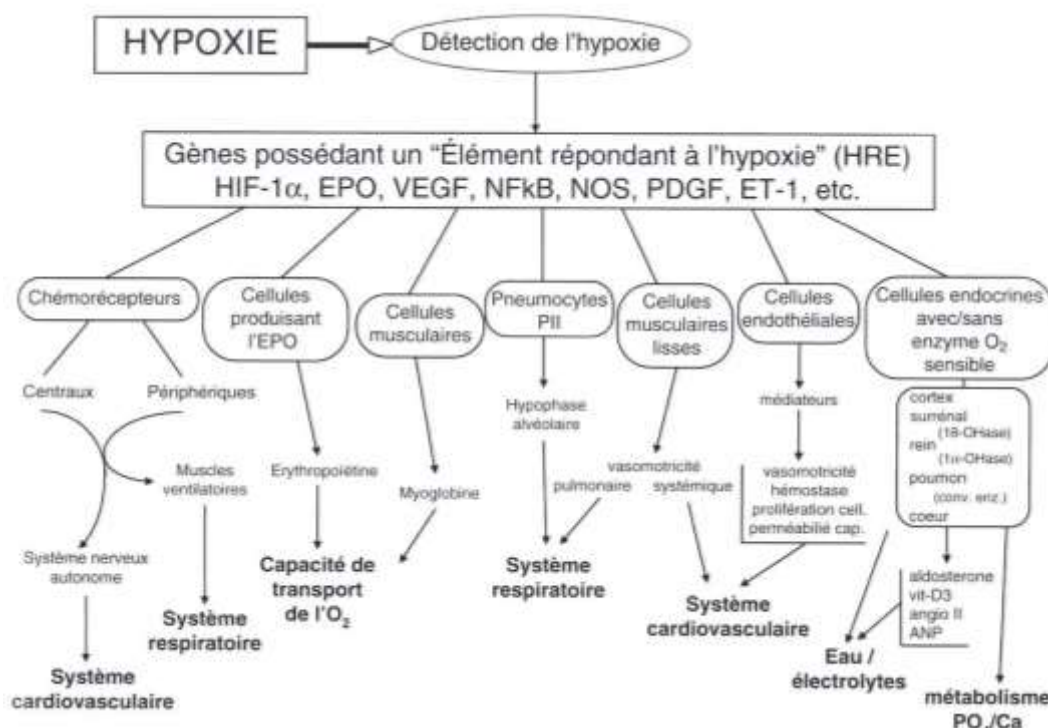 HYPOXIE
Détection de l'hypoxie
Gènes possédant un "Élément répondant à l'hypoxie" (HRE)
HIF-1α, EPO, VEGF, NFkB, NOS, PDGF, ET-1, etc.
Chémorécepteurs
Cellules
produisant
l'EPO
Cellules
musculaires
Pneumocytes
PII
Cellules
musculaires
lisses
Cellules
endothéliales
Cellules endocrines
avec/sans
enzyme O₂
sensible
Centraux
Périphériques
Muscles
ventilatoires
Système nerveux
autonome
Système
respiratoire
Système
cardiovasculaire
Erythropoïétine
Myoglobine
Capacité de
transport
de l'O₂
Hypophase
alvéolaire
vasomotricité
pulmonaire systémique
Système
respiratoire
médiateurs
vasomotricité
hémostase
prolifération cell.
perméabilié cap.
Système
cardiovasculaire
cortex
surrénal
(18-OHase)
rein
(1α-OHase)
poumon
(conv. enz.)
coeur
aldosterone
vit-D3
angio II
ANP
Eau /
électrolytes
métabolisme
PO₄/Ca